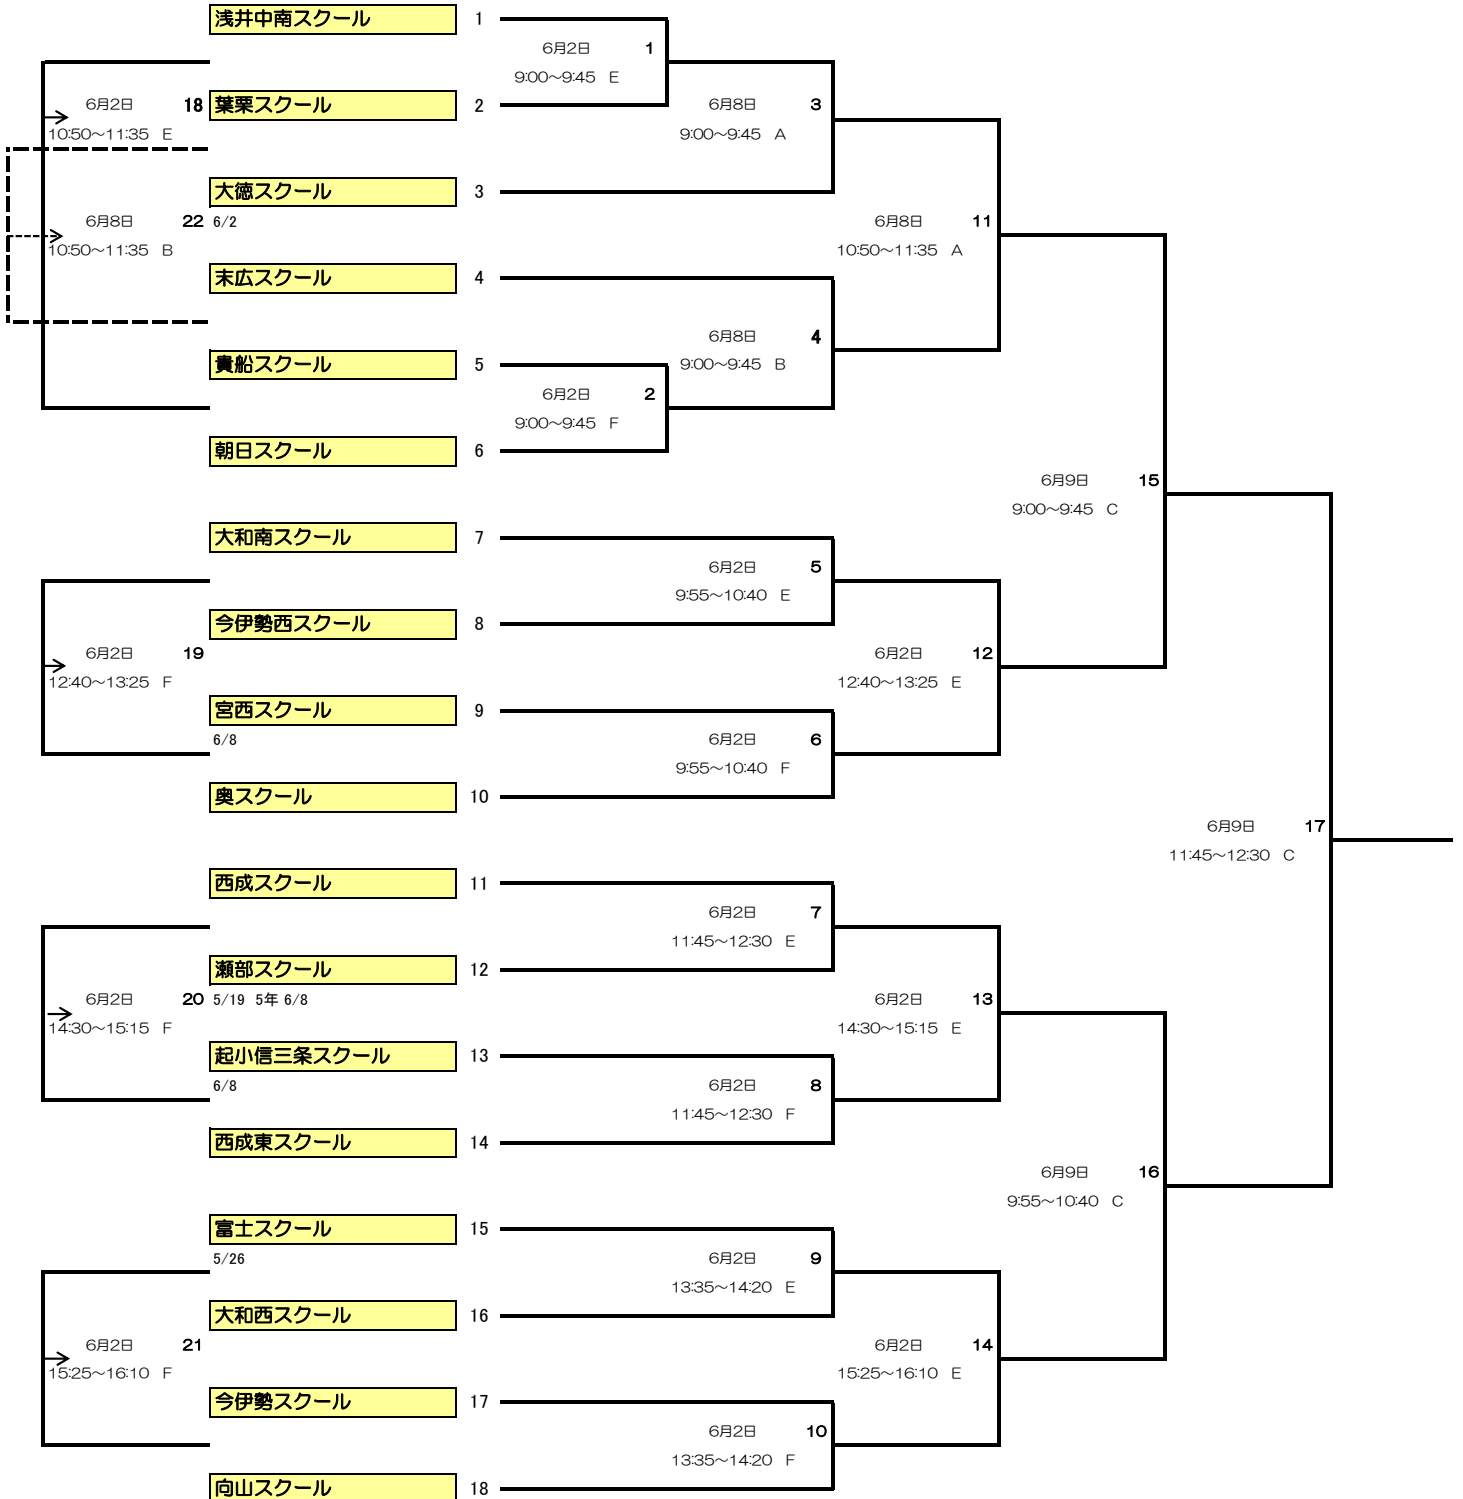 浅井中南スクール 1
6月2日 1
9:00～9:45 E
6月2日 18 葉栗スクール 2 6月8日 3
10:50～11:35 E 9:00～9:45 A
大徳スクール 3
6月8日 22 6/2 6月8日 11
10:50～11:35 B 10:50～11:35 A
末広スクール 4
6月8日 4
貴船スクール 5 9:00～9:45 B
6月2日 2
9:00～9:45 F
朝日スクール 6
6月9日 15
9:00～9:45 C
大和南スクール 7
6月2日 5
9:55～10:40 E
今伊勢西スクール 8
6月2日 19 6月2日 12
12:40～13:25 F 12:40～13:25 E
宮西スクール 9
6/8 6月2日 6
9:55～10:40 F
奥スクール 10
6月9日 17
11:45～12:30 C
西成スクール 11
6月2日 7
11:45～12:30 E
瀬部スクール 12
6月2日 20 5/19 5年 6/8 6月2日 13
14:30～15:15 F 14:30～15:15 E
起小信三条スクール 13
6/8 6月2日 8
11:45～12:30 F
西成東スクール 14
6月9日 16
9:55～10:40 C
富士スクール 15
5/26 6月2日 9
13:35～14:20 E
大和西スクール 16
6月2日 21 6月2日 14
15:25～16:10 F 15:25～16:10 E
今伊勢スクール 17
6月2日 10
13:35～14:20 F
向山スクール 18